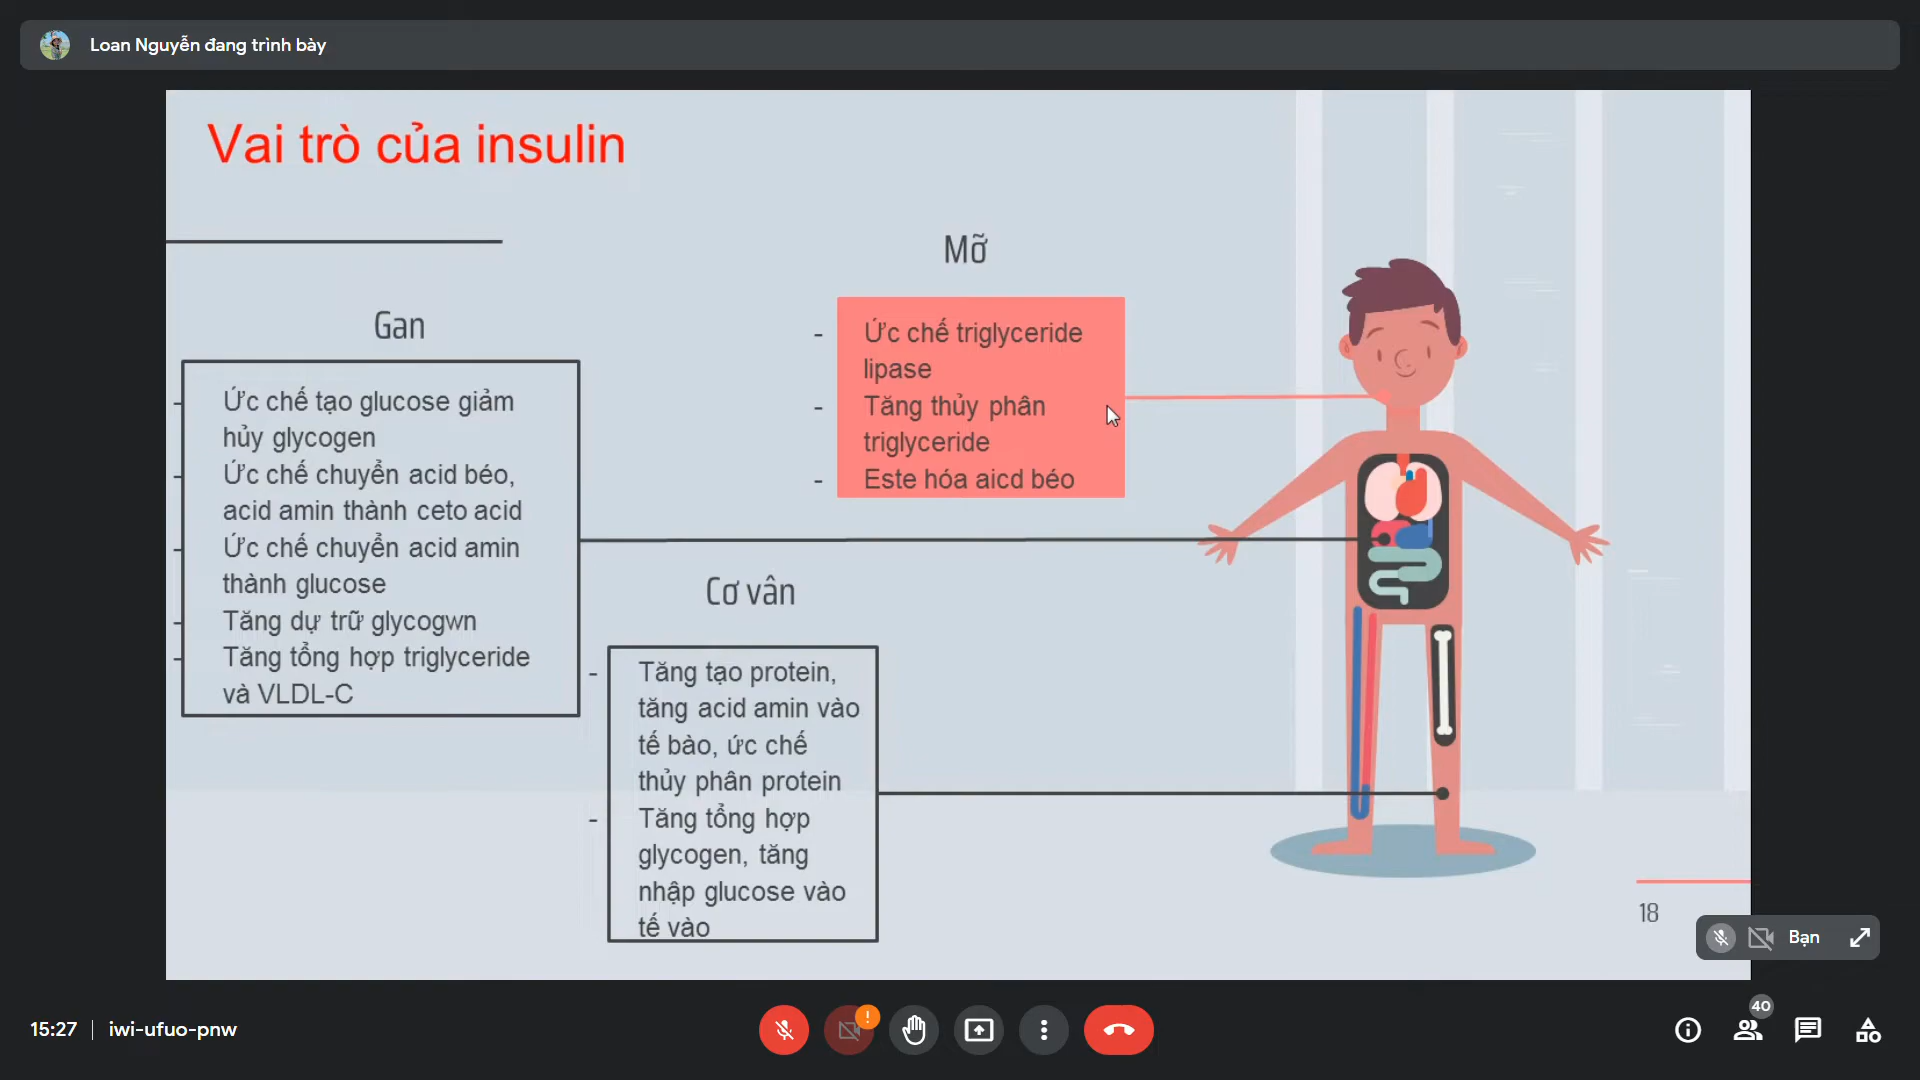 Loan Nguyễn đang trình bày
Vai trò của insulin
Gan
- Ức chế tạo glucose giảm
hủy glycogen
- Ức chế chuyển acid béo,
acid amin thành ceto acid
- Ức chế chuyển acid amin
thành glucose
- Tăng dự trữ glycogwn
- Tăng tổng hợp triglyceride
và VLDL-C
Mỡ
- Ức chế triglyceride
lipase
- Tăng thủy phân
triglyceride
- Este hóa aicd béo
Cơ vân
- Tăng tạo protein,
tăng acid amin vào
tế bào, ức chế
thủy phân protein
- Tăng tổng hợp
glycogen, tăng
nhập glucose vào
tế vào
18
Bạn
15:27 | iwi-ufuo-pnw
40